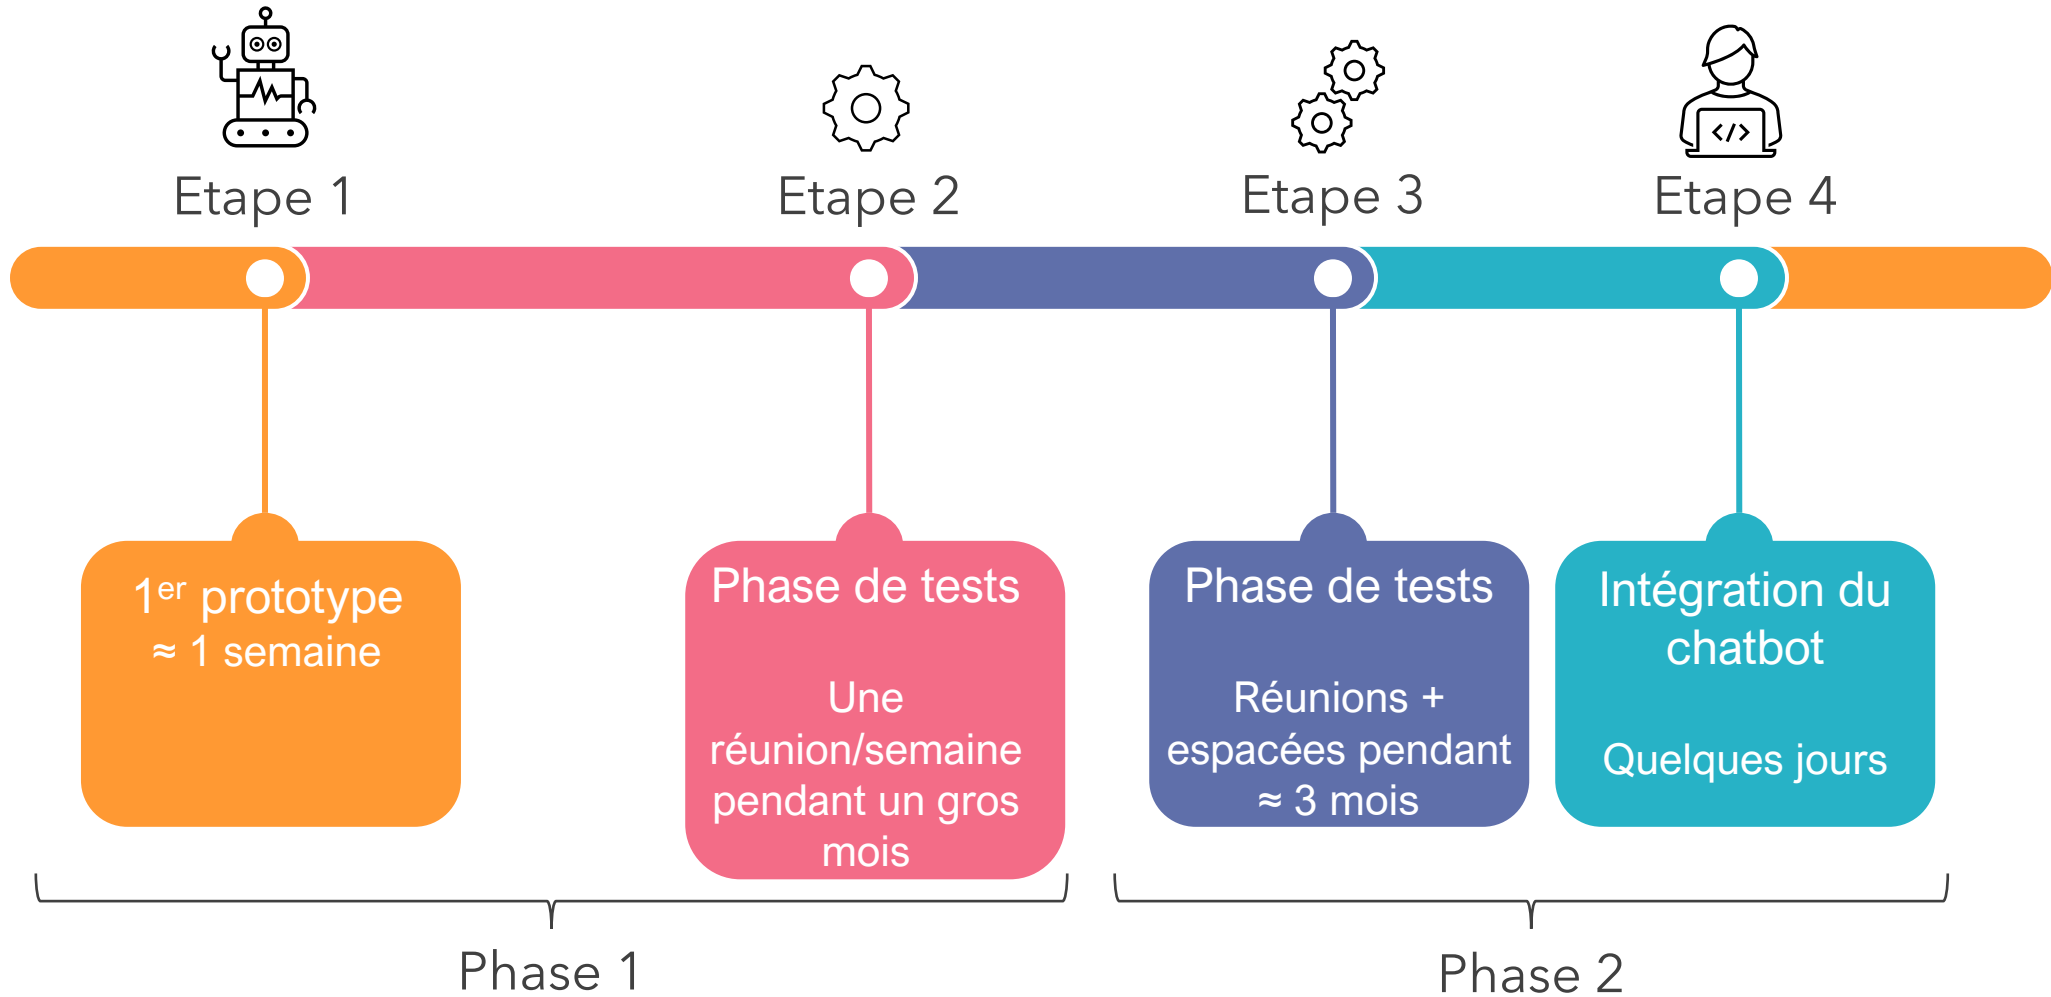 Etape 1
Etape 2
Etape 3
Etape 4
1er prototype
≈ 1 semaine
Phase de tests
Une
réunion/semaine
pendant un gros
mois
Phase de tests
Réunions +
espacées pendant
≈ 3 mois
Intégration du
chatbot
Quelques jours
Phase 1
Phase 2